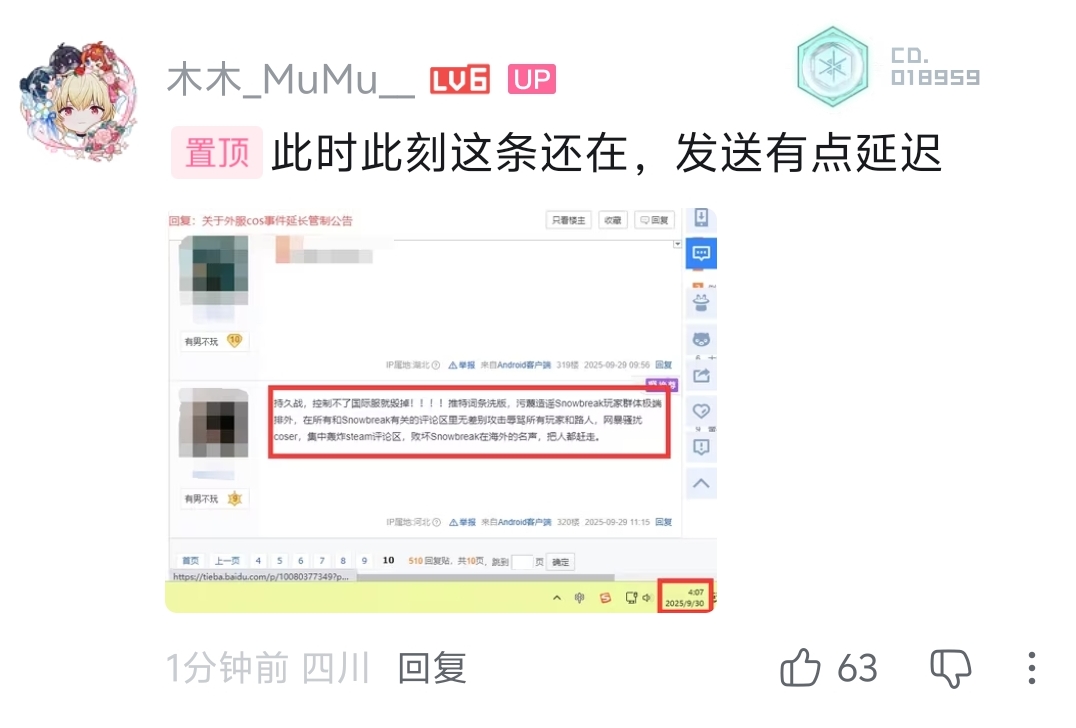 木木_MuMu__ LV6 UP
CD.
018959
置顶 此时此刻这条还在，发送有点延迟
回复：关于外服cos事件延长管制公告
只看楼主 收藏 回复
有男不玩 10
IP属地:湖北 举报 来自Android客户端 319楼 2025-09-29 09:56 回复
持久战，控制不了国际服就毁掉！！！！推特词条洗版，污蔑造谣Snowbreak玩家群体极端
排外，在所有和Snowbreak有关的评论区里无差别攻击辱骂所有玩家和路人，网暴骚扰
coser，集中轰炸steam评论区，败坏Snowbreak在海外的名声，把人都赶走。
有男不玩 9
IP属地:河北 举报 来自Android客户端 320楼 2025-09-29 11:15 回复
首页 上一页 4 5 6 7 8 9 10 510回复贴，共10页，跳到 页 确定
https://tieba.baidu.com/p/10080377349?p...
4:07
2025/9/30
1分钟前 四川 回复 63